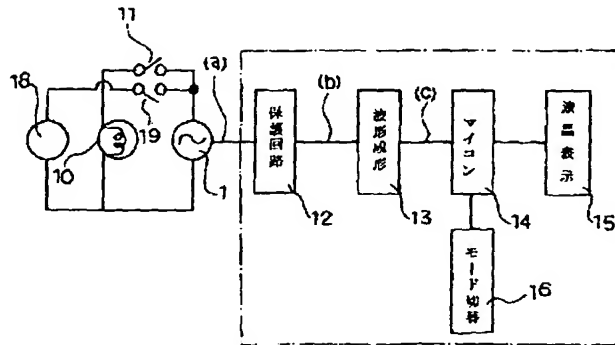 11
18
(a)
10
19
1
保護回路
12
(b)
波形成形
13
(c)
マイコン
14
液晶表示
15
モード切替
16